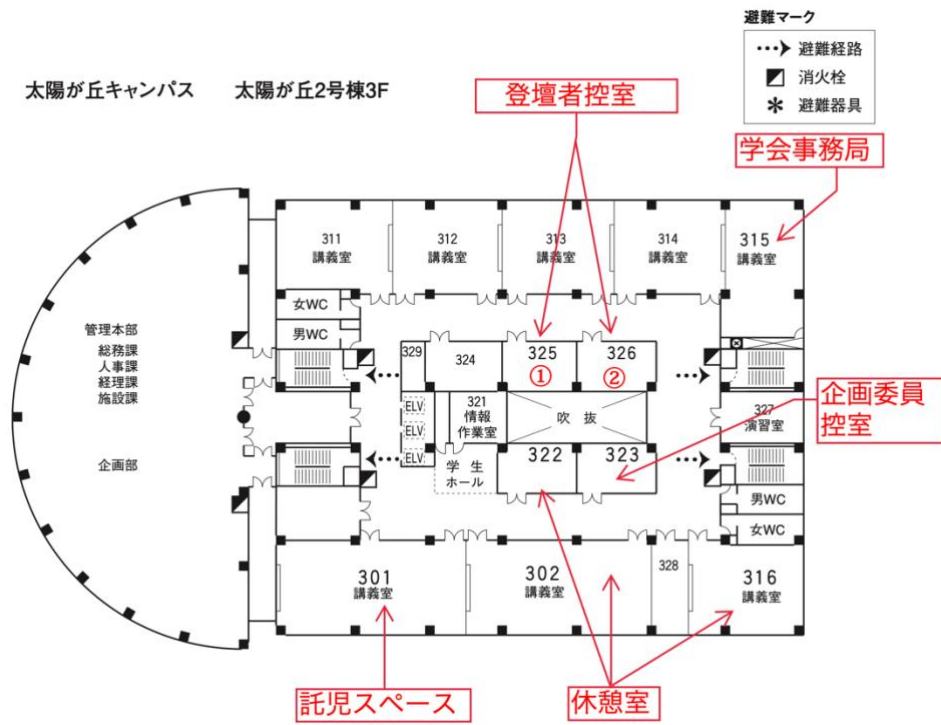 避難マーク
避難経路
消火栓
避難器具
太陽が丘キャンパス 太陽が丘2号棟3F
登壇者控室
学会事務局
311
講義室
312
講義室
313
講義室
314
講義室
315
講義室
女WC
男WC
管理本部
総務課
人事課
経理課
施設課
企画部
329
324
325
①
326
②
企画委員
控室
ELV
ELV
ELV
321
情報
作業室
吹抜
327
演習室
学生
ホール
322
323
男WC
女WC
301
講義室
302
講義室
328
316
講義室
託児スペース
休憩室